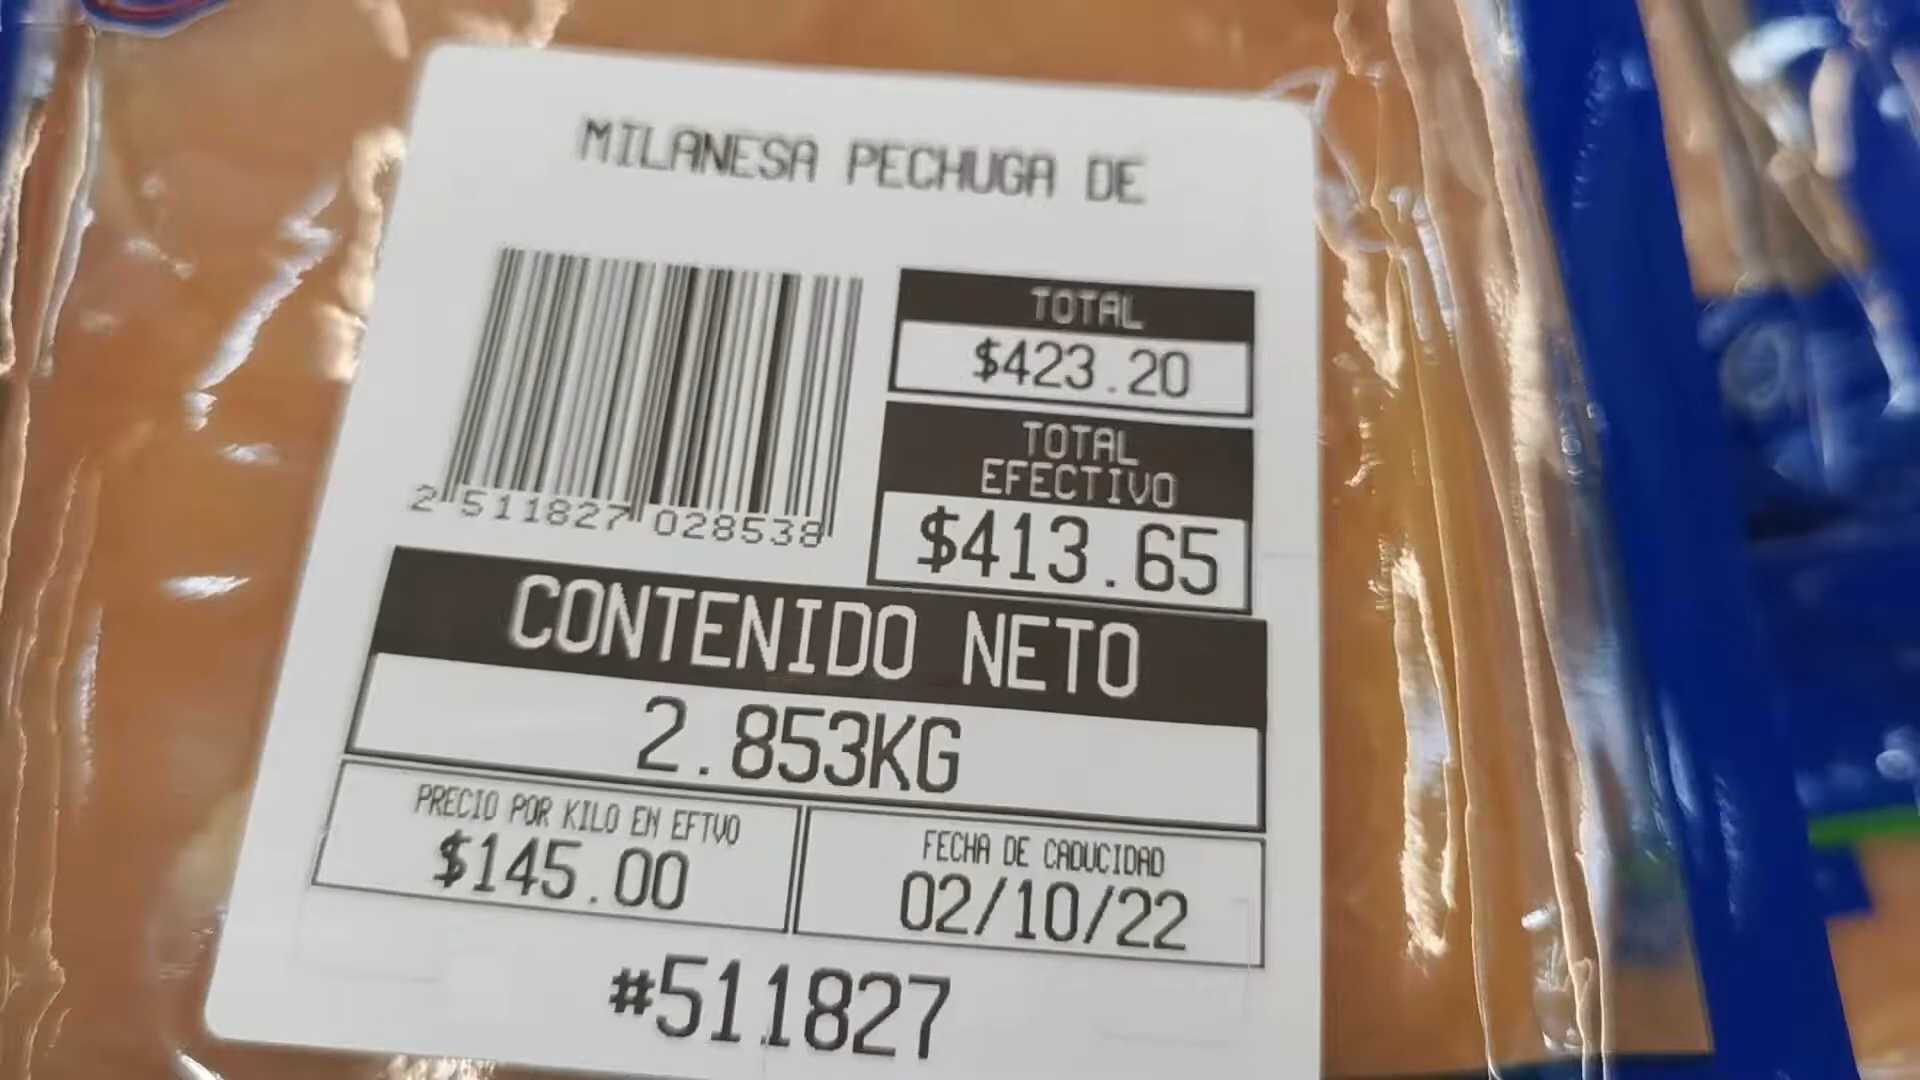 MILANESA PECHUGA DE
TOTAL
$423.20
TOTAL
EFECTIVO
$413.65
2 511827 028538
CONTENIDO NETO
2.853KG
PRECIO POR KILO EN EFTVO
$145.00
FECHA DE CADUCIDAD
02/10/22
#511827